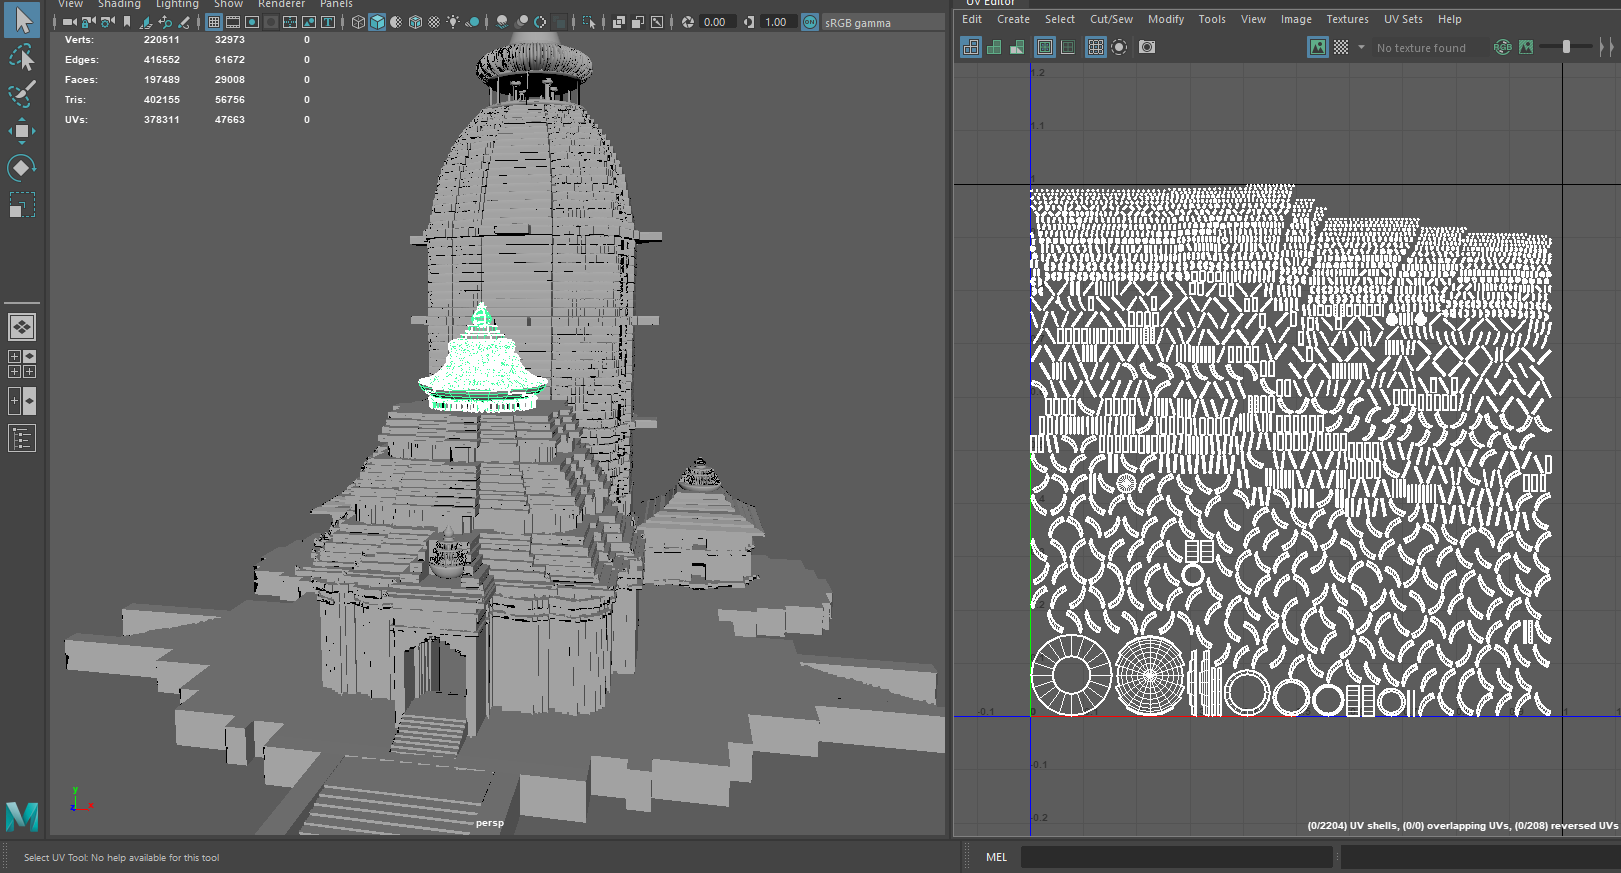 View Shading Lighting Show Renderer Panels
UV Editor
Edit Create Select Cut/Sew Modify Tools View Image Textures UV Sets Help
0.00 1.00 ON sRGB gamma
No texture found RGB
Verts: 220511 32973 0
Edges: 416552 61672 0
Faces: 197489 29008 0
Tris: 402155 56756 0
UVs: 378311 47663 0
1.2
1.1
1
-0.1
0
1
-0.1
-0.2
y
z x
persp
(0/2204) UV shells, (0/0) overlapping UVs, (0/208) reversed UVs
M
Select UV Tool: No help available for this tool
MEL